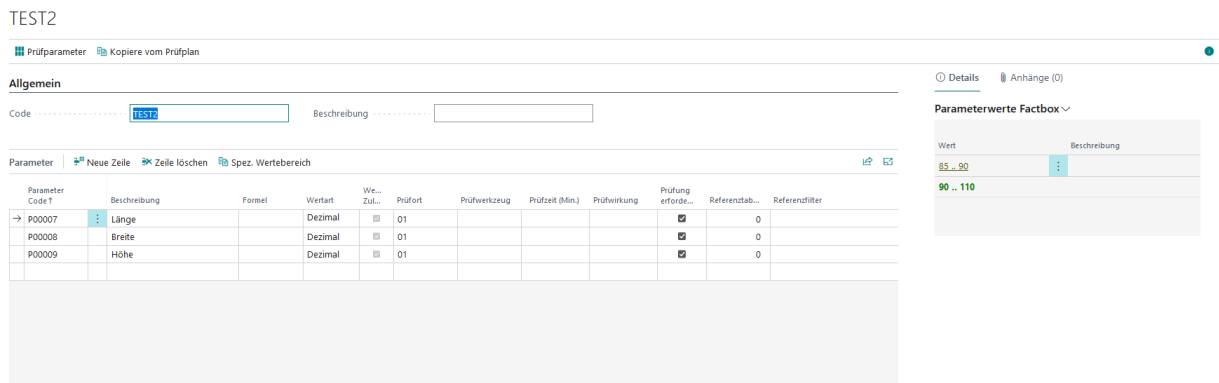 TEST2
Prüfparameter Kopiere vom Prüfplan
Allgemein
Code TEST2 Beschreibung
Parameter Neue Zeile Zeile löschen Spez. Wertebereich
Parameter Code↑ Beschreibung Formel Wertart We... Zul... Prüfort Prüfwerkzeug Prüfzeit (Min.) Prüfwirkung Prüfung erforde... Referenztab... Referenzfilter
→ P00007 Länge Dezimal 01 0
P00008 Breite Dezimal 01 0
P00009 Höhe Dezimal 01 0
Details Anhänge (0)
Parameterwerte Factbox
Wert Beschreibung
85 .. 90
90 .. 110